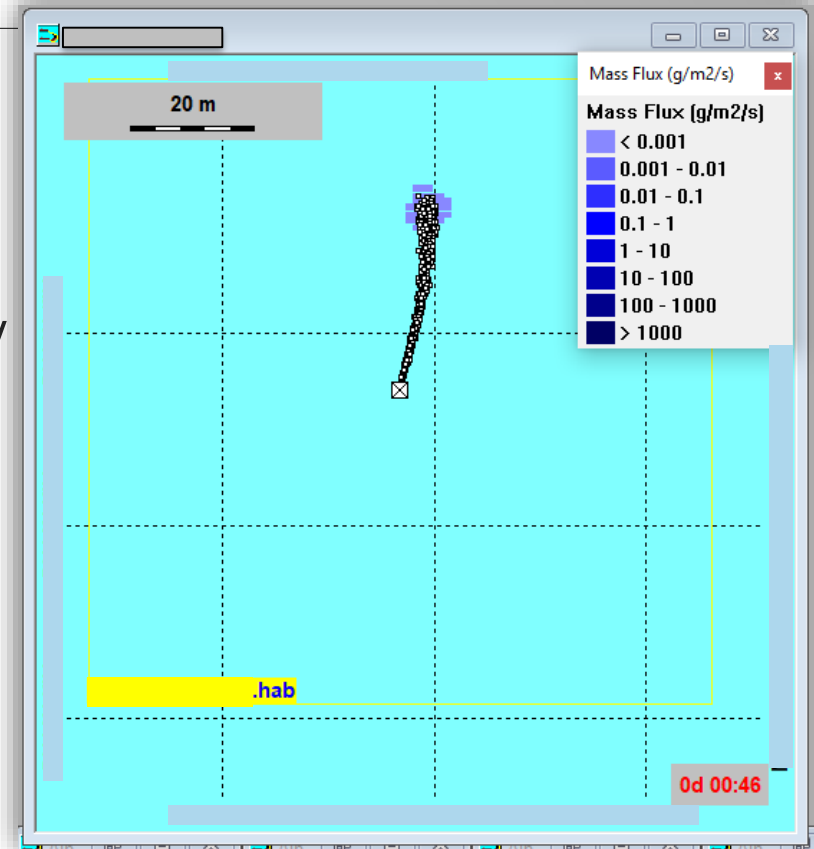 Mass Flux (g/m2/s)
x
20 m
Mass Flux (g/m2/s)
< 0.001
0.001 - 0.01
0.01 - 0.1
0.1 - 1
1 - 10
10 - 100
100 - 1000
> 1000
.hab
0d 00:46